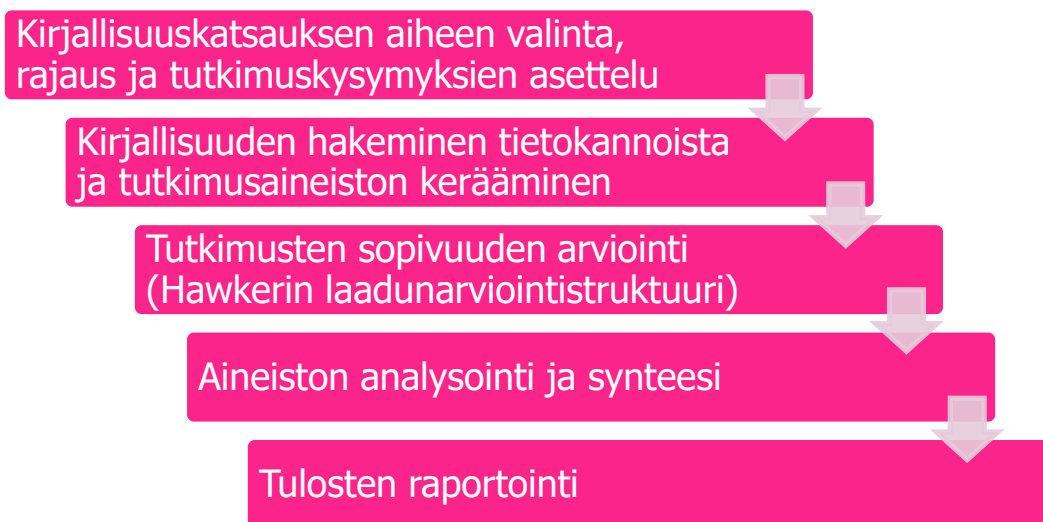 Kirjallisuuskatsauksen aiheen valinta,
rajaus ja tutkimuskysymyksien asettelu
Kirjallisuuden hakeminen tietokannoista
ja tutkimusaineiston kerääminen
Tutkimusten sopivuuden arviointi
(Hawkerin laadunarviointistruktuuri)
Aineiston analysointi ja synteesi
Tulosten raportointi